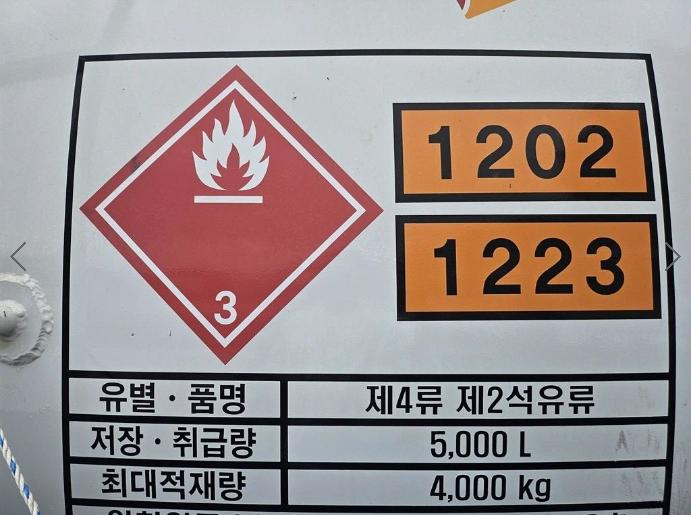 3
1202
1223
유별·품명 제4류 제2석유류
저장·취급량 5,000 L
최대적재량 4,000 kg